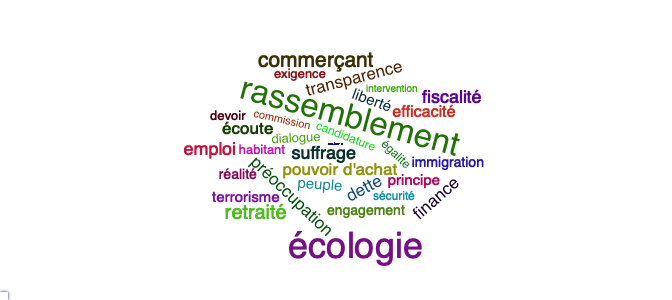 commerçant
exigence
transparence
intervention
rassemblement
liberté
fiscalité
efficacité
devoir
commission
candidature
écoute
dialogue
égalite
emploi
habitant
suffrage
immigration
pouvoir d'achat
préoccupation
réalité
peuple
dette
principe
sécurité
terrorisme
finance
retraité
engagement
écologie